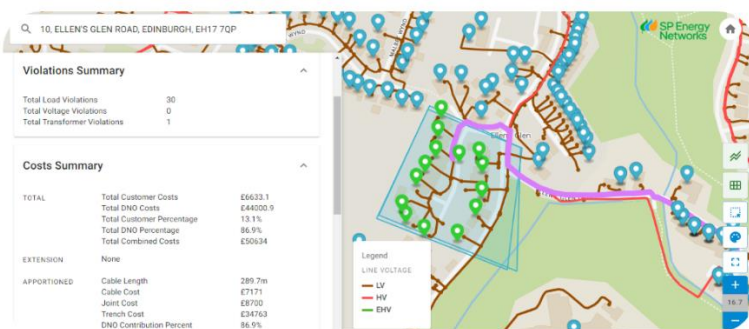 10, ELLEN'S GLEN ROAD, EDINBURGH, EH17 7QP
SP Energy
Networks
Violations Summary
Total Load Violations 30
Total Voltage Violations 0
Total Transformer Violations 1
Costs Summary
TOTAL Total Customer Costs £6633.1
Total DNO Costs £44000.9
Total Customer Percentage 13.1%
Total DNO Percentage 86.9%
Total Combined Costs £50634
EXTENSION None
APPORTIONED Cable Length 289.7m
Cable Cost £7171
Joint Cost £8700
Trench Cost £34763
DNO Contribution Percent 86.9%
Legend
LINE VOLTAGE
LV
HV
EHV
16.7